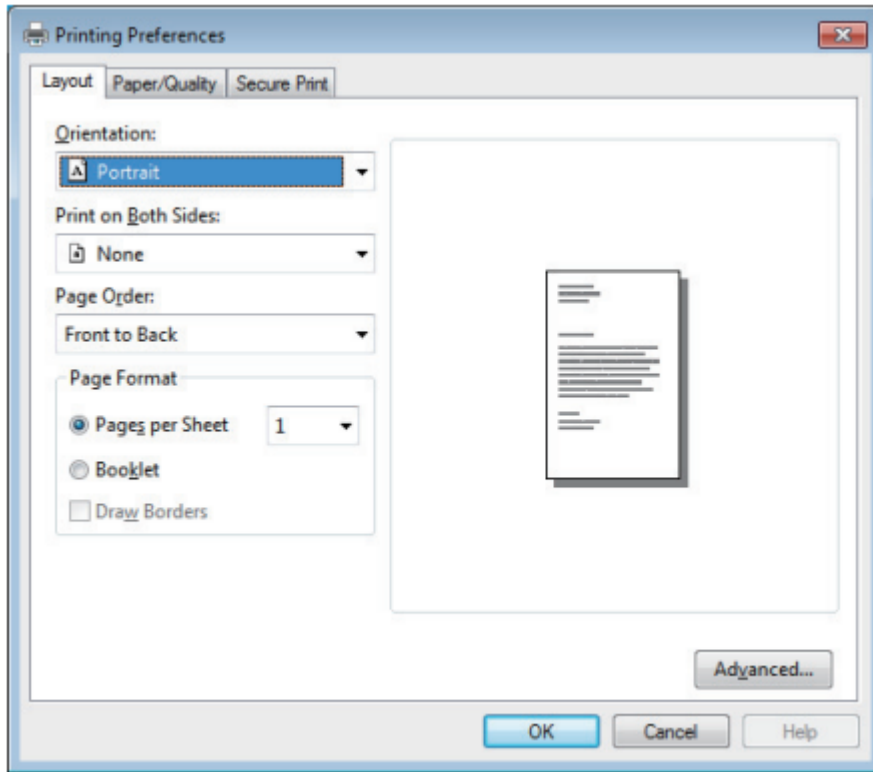 Printing Preferences
Layout Paper/Quality Secure Print
Orientation:
A Portrait
Print on Both Sides:
None
Page Order:
Front to Back
Page Format
Pages per Sheet 1
Booklet
Draw Borders
Advanced...
OK Cancel Help